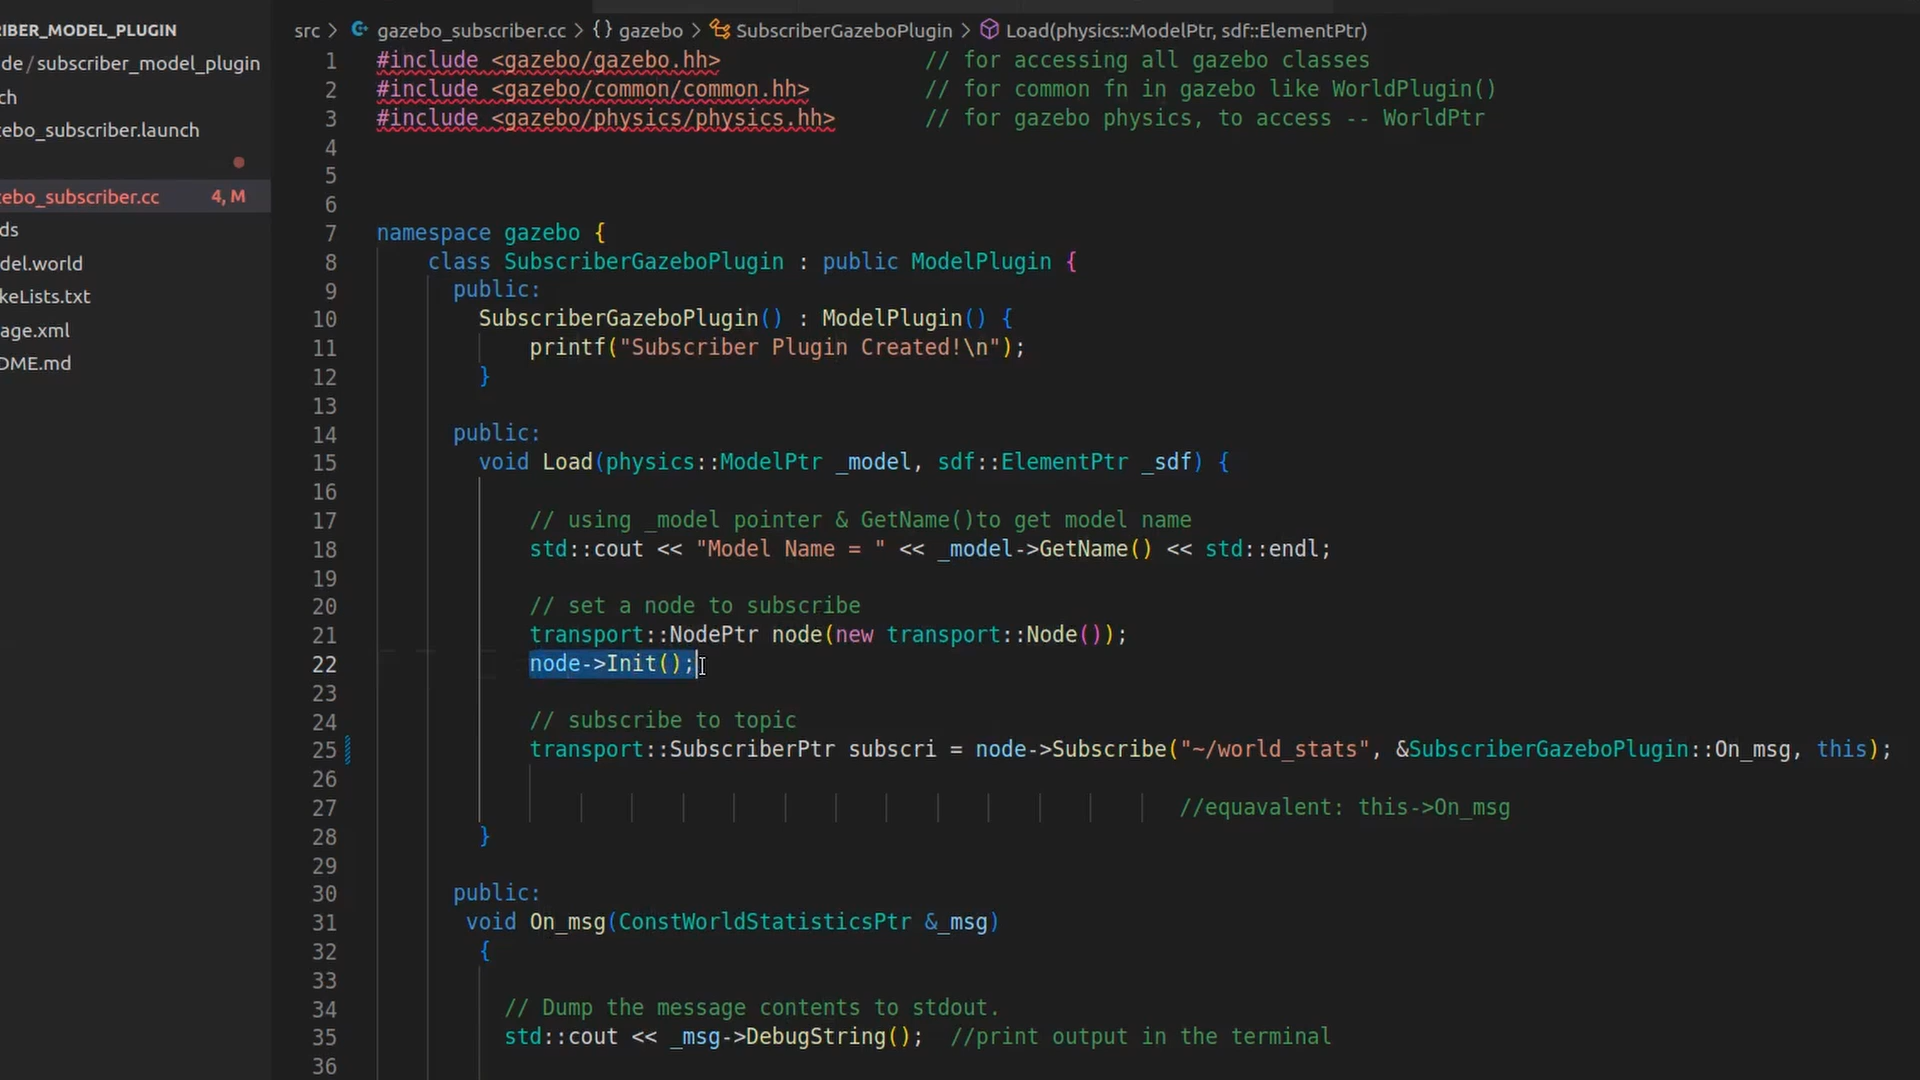 IBER_MODEL_PLUGIN
de/subscriber_model_plugin
ch
ebo_subscriber.launch
ebo_subscriber.cc 4, M
ds
del.world
keLists.txt
age.xml
DME.md
src > gazebo_subscriber.cc > {} gazebo > SubscriberGazeboPlugin > Load(physics::ModelPtr, sdf::ElementPtr)
1 #include <gazebo/gazebo.hh> // for accessing all gazebo classes
2 #include <gazebo/common/common.hh> // for common fn in gazebo like WorldPlugin()
3 #include <gazebo/physics/physics.hh> // for gazebo physics, to access -- WorldPtr
4
5
6
7 namespace gazebo {
8 class SubscriberGazeboPlugin : public ModelPlugin {
9 public:
10 SubscriberGazeboPlugin() : ModelPlugin() {
11 printf("Subscriber Plugin Created!\n");
12 }
13
14 public:
15 void Load(physics::ModelPtr _model, sdf::ElementPtr _sdf) {
16
17 // using _model pointer & GetName()to get model name
18 std::cout << "Model Name = " << _model->GetName() << std::endl;
19
20 // set a node to subscribe
21 transport::NodePtr node(new transport::Node());
22 node->Init();
23
24 // subscribe to topic
25 transport::SubscriberPtr subscri = node->Subscribe("~/world_stats", &SubscriberGazeboPlugin::On_msg, this);
26
27 //equavalent: this->On_msg
28 }
29
30 public:
31 void On_msg(ConstWorldStatisticsPtr &_msg)
32 {
33
34 // Dump the message contents to stdout.
35 std::cout << _msg->DebugString(); //print output in the terminal
36